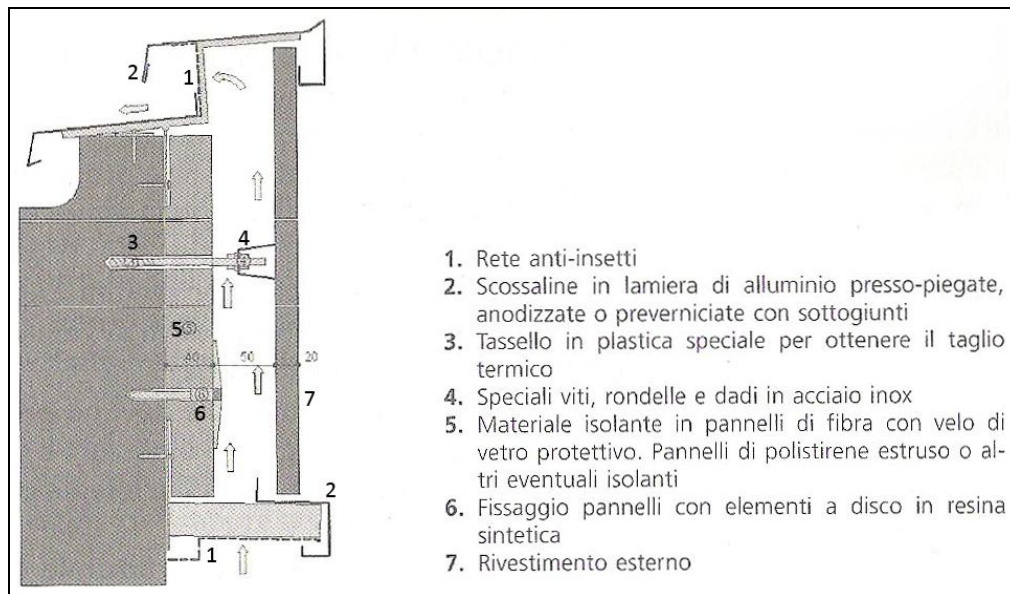 2
1
3
4
5
5
40
50
20
6
6
7
2
1
1. Rete anti-insetti
2. Scossaline in lamiera di alluminio presso-piegate,
anodizzate o preverniciate con sottogiunti
3. Tassello in plastica speciale per ottenere il taglio
termico
4. Speciali viti, rondelle e dadi in acciaio inox
5. Materiale isolante in pannelli di fibra con velo di
vetro protettivo. Pannelli di polistirene estruso o al-
tri eventuali isolanti
6. Fissaggio pannelli con elementi a disco in resina
sintetica
7. Rivestimento esterno